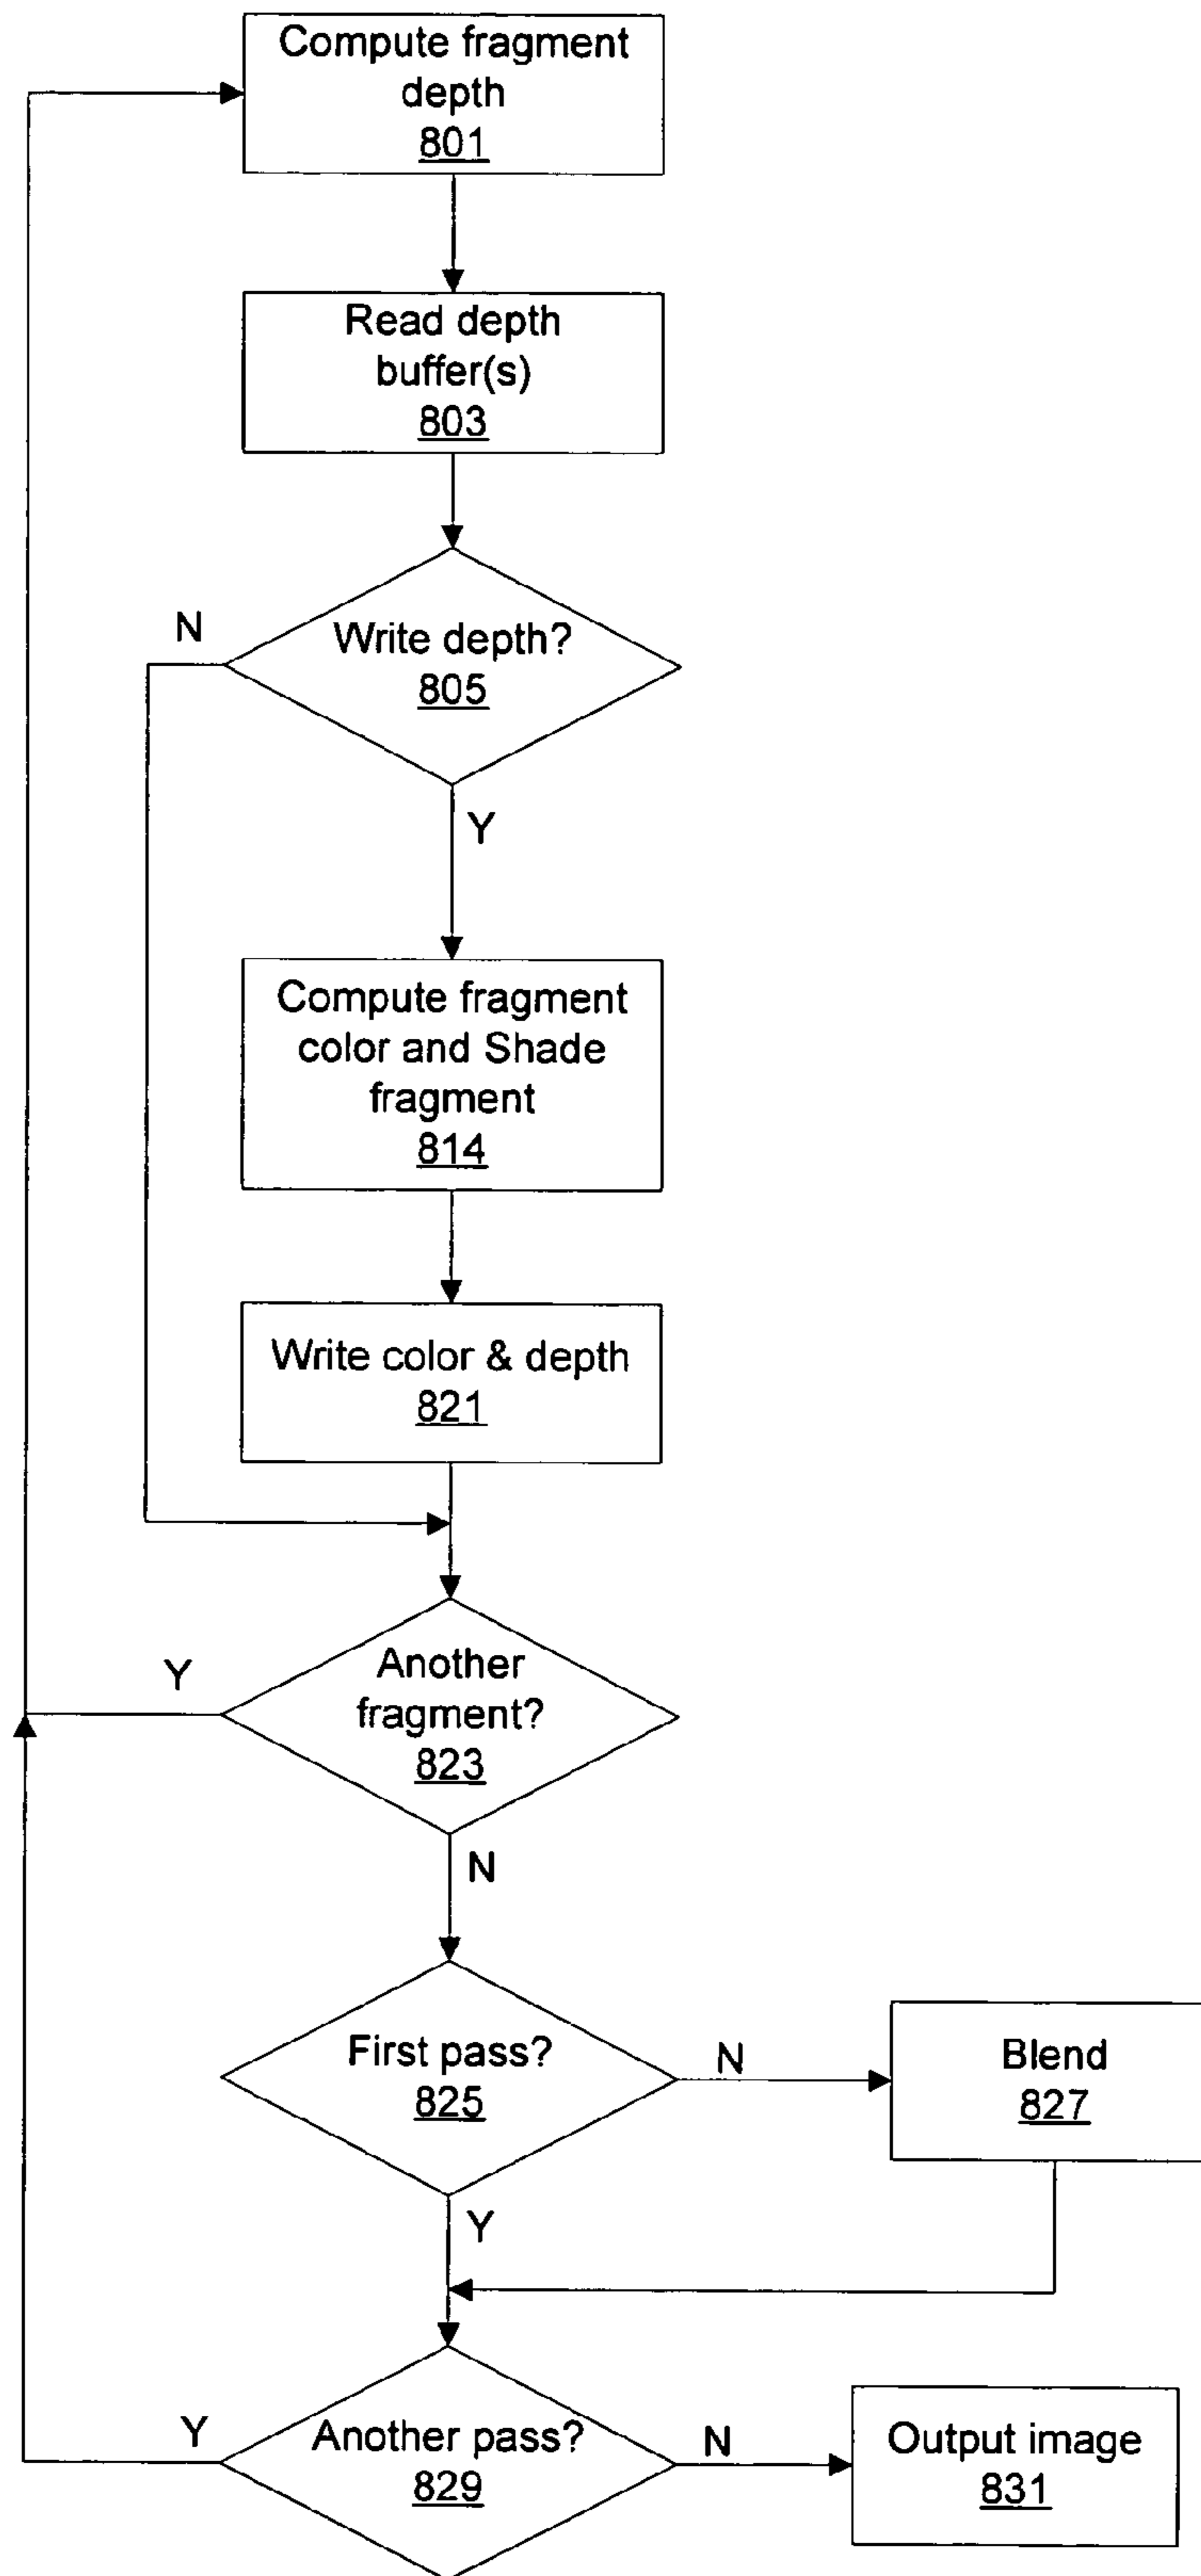 Compute fragment
depth
801
Read depth
buffer(s)
803
N
Write depth?
805
Y
Compute fragment
color and Shade
fragment
814
Write color & depth
821
Y
Another
fragment?
823
N
First pass?
825
N
Blend
827
Y
Y
Another pass?
829
N
Output image
831